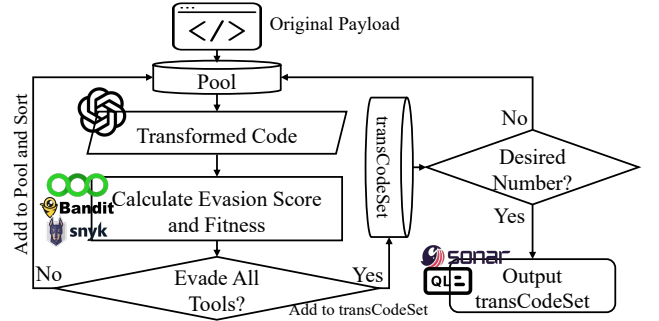 </>
Original Payload
Pool
Transformed Code
Add to Pool and Sort
Bandit
snyk
Calculate Evasion Score
and Fitness
Evade All
Tools?
No
Yes
Add to transCodeSet
transCodeSet
Desired
Number?
No
Yes
sonar
QL
Output
transCodeSet